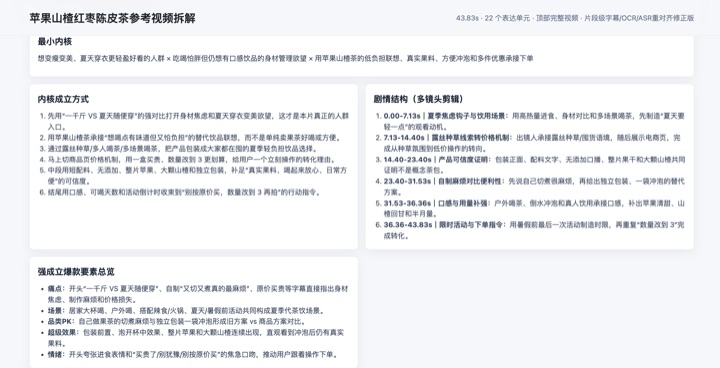 苹果山楂红枣陈皮茶参考视频拆解
43.83s · 22 个表达单元 · 顶部完整视频 · 片段级字幕/OCR/ASR重对齐修正版
最小内核
想变瘦变美、夏天穿衣更轻盈好看的人群 × 吃喝怕胖但仍想有口感饮品的身材管理欲望 × 用苹果山楂茶的低负担联想、真实果料、方便冲泡和多件优惠承接下单
内核成立方式
1. 先用“一千斤 VS 夏天随便穿”的强对比打开身材焦虑和夏天穿衣变美欲望，这才是本片真正的人群
入口。
2. 用苹果山楂茶承接“想喝点有味道但又怕负担”的替代饮品联想，而不是单纯卖果茶好喝或方便。
3. 通过露丝种草/多人喝茶/多场景喝茶，把产品包装成大家都在囤的夏季轻负担饮品选择。
4. 马上切商品页价格机制，用一盒买贵、数量改到 3 更划算，给用户一个立刻操作的转化理由。
5. 中段用配料、无添加、整片苹果、大颗山楂和独立包装，补足“真实果料、喝起来放心、日常方
便”的可信度。
6. 结尾用口感、可喝天数和活动倒计时收束到“别按原价买，数量改到 3 再拍”的行动指令。
剧情结构（多镜头剪辑）
1. 0.00-7.13s｜夏季焦虑钩子与饮用场景：用高热量进食、身材对比和多场景喝茶，先制造“夏天要
轻一点”的观看动机。
2. 7.13-14.40s｜露丝种草线索转价格机制：出镜人承接露丝种草/囤货语境，随后展示电商页，完
成从种草氛围到低价操作的过渡。
3. 14.40-23.40s｜产品可信度证明：包装正面、配料文字、无添加口播、整片果干和大颗山楂共同
证明不是概念茶包。
4. 23.40-31.53s｜自制麻烦对比便利性：先说自己切煮很麻烦，再给出独立包装、一袋冲泡的替代
方案。
5. 31.53-36.36s｜口感与用量补强：户外喝茶、倒水冲泡和真人饮用承接口感，补出苹果清甜、山
楂回甘和半月量。
6. 36.36-43.83s｜限时活动与下单指令：用暑假前最后一次活动制造时限，再重复“数量改到 3”完
成转化。
强成立爆款要素总览
• 痛点：开头“一千斤 VS 夏天随便穿”、自制“又切又煮真的最麻烦”、原价买贵等字幕直接指出身材
焦虑、制作麻烦和价格损失。
• 场景：居家大杯喝、户外喝、搭配辣食/火锅、夏天/暑假前活动共同构成夏季代茶饮场景。
• 品类PK：自己做果茶的切煮麻烦与独立包装一袋冲泡形成旧方案 vs 商品方案对比。
• 超级效果：包装前置、泡开杯中效果、整片苹果和大颗山楂连续出现，直观看到冲泡后仍有真实
果料。
• 情绪：开头夸张进食表情和“买贵了/别犹豫/别按原价买”的焦急口吻，推动用户跟着操作下单。